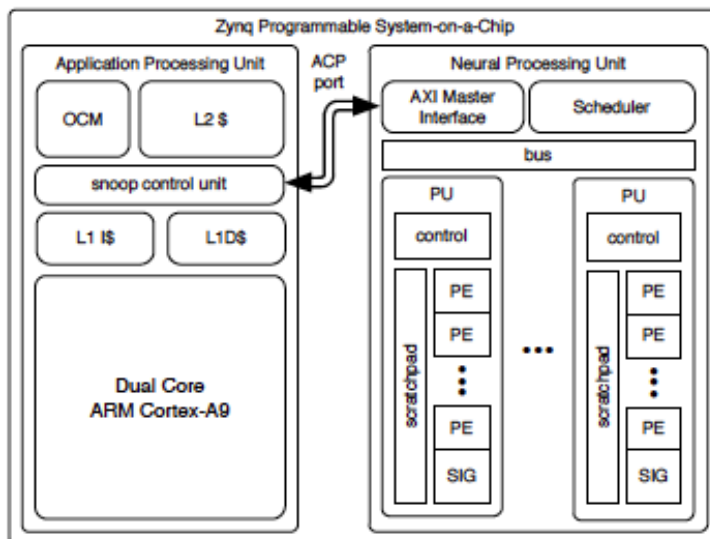 Zynq Programmable System-on-a-Chip
Application Processing Unit
OCM
L2 $
snoop control unit
L1 I$
L1D$
Dual Core
ARM Cortex-A9
ACP
port
Neural Processing Unit
AXI Master
Interface
Scheduler
bus
PU
control
scratchpad
PE
PE
PE
SIG
PU
control
scratchpad
PE
PE
PE
SIG